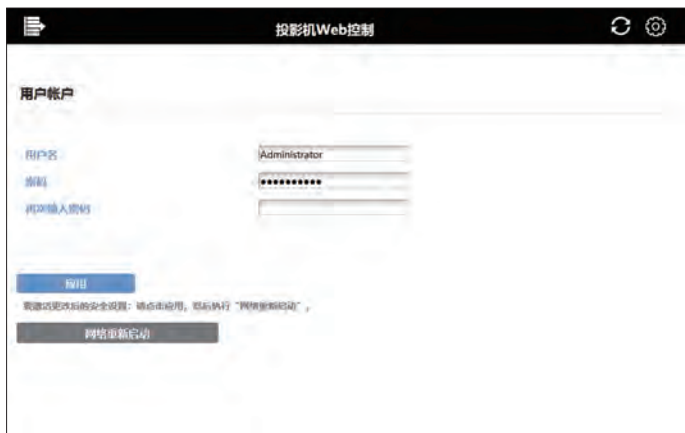 投影机Web控制
用户帐户
用户名
Administrator
密码
••••••••••
再次输入密码
应用
要激活更改后的安全设置：请点击应用，然后执行“网络重新启动”，
网络重新启动